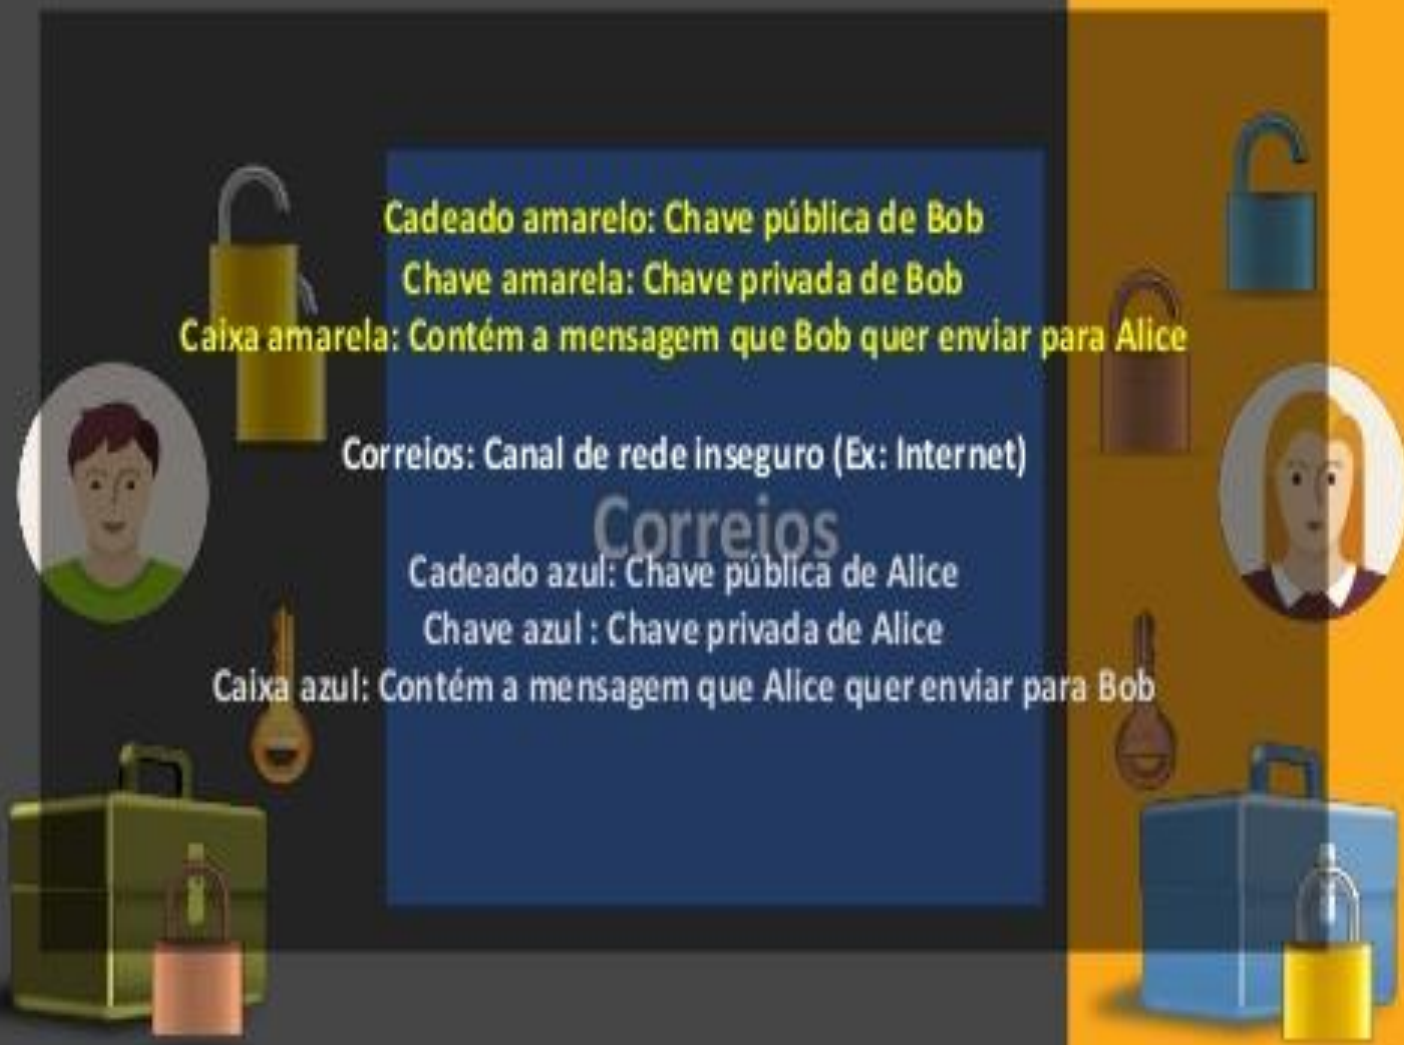 Cadeado amarelo: Chave pública de Bob
Chave amarela: Chave privada de Bob
Caixa amarela: Contém a mensagem que Bob quer enviar para Alice
Correios: Canal de rede inseguro (Ex: Internet)
Correios
Cadeado azul: Chave pública de Alice
Chave azul : Chave privada de Alice
Caixa azul: Contém a mensagem que Alice quer enviar para Bob